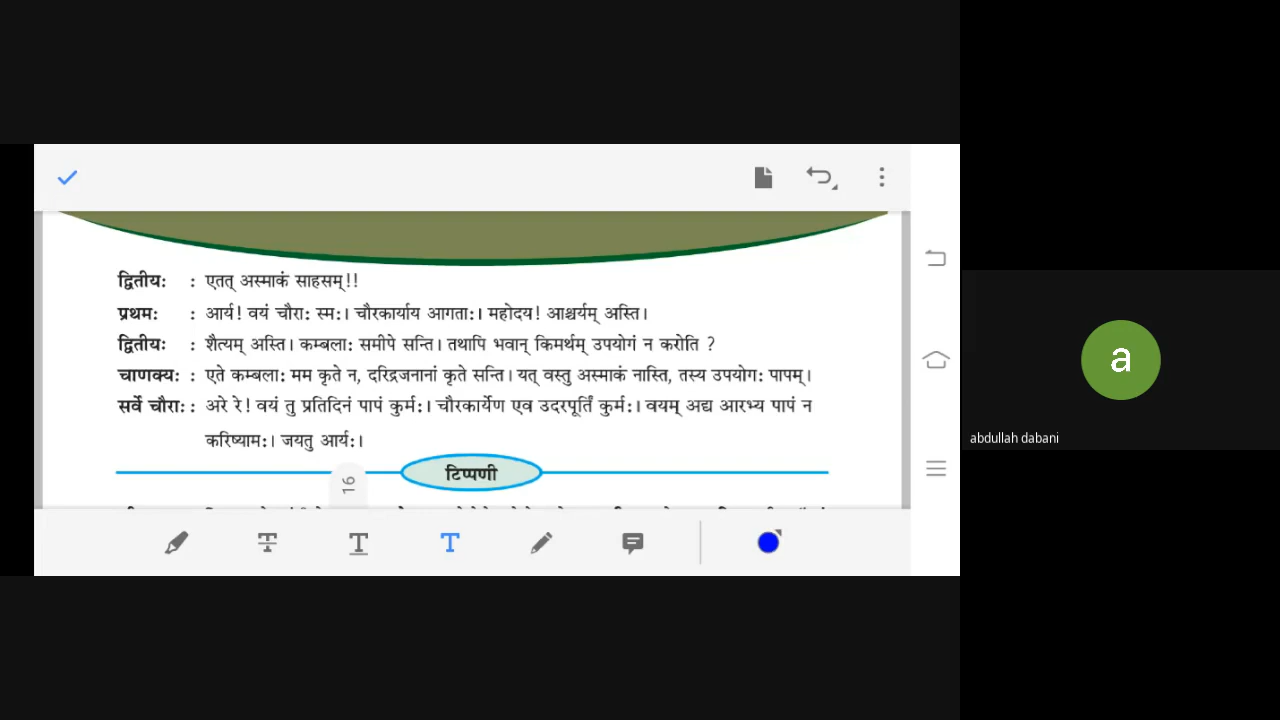 द्वितीयः : एतत् अस्माकं साहसम्!!
प्रथमः : आर्य! वयं चौराः स्मः। चौरकार्याय आगताः। महोदय! आश्चर्यम् अस्ति।
द्वितीयः : शैत्यम् अस्ति। कम्बलाः समीपे सन्ति। तथापि भवान् किमर्थम् उपयोगं न करोति ?
चाणक्यः : एते कम्बलाः मम कृते न, दरिद्रजनानां कृते सन्ति। यत् वस्तु अस्माकं नास्ति, तस्य उपयोगः पापम्।
सर्वे चौराः : अरे रे! वयं तु प्रतिदिनं पापं कुर्मः। चौरकार्येण एव उदरपूर्तिं कुर्मः। वयम् अद्य आरभ्य पापं न
करिष्यामः। जयतु आर्यः।
टिप्पणी
16
T T T
a
abdullah dabani